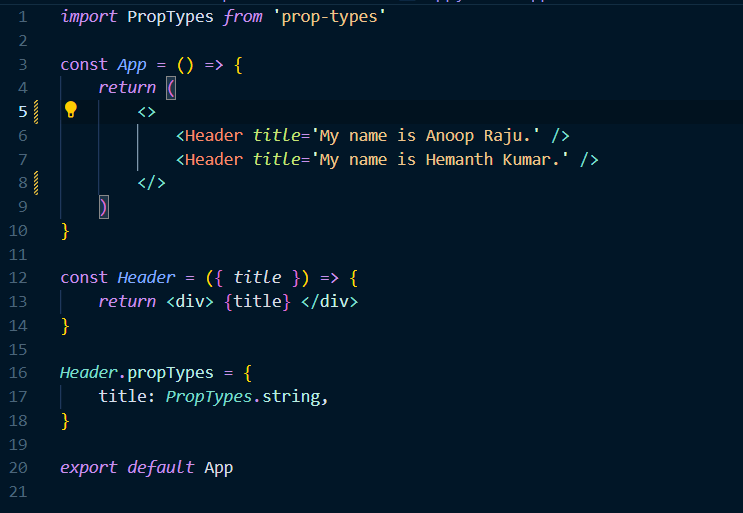 1 import PropTypes from 'prop-types'
2
3 const App = () => {
4     return (
5         <>
6             <Header title='My name is Anoop Raju.' />
7             <Header title='My name is Hemanth Kumar.' />
8         </>
9     )
10 }
11
12 const Header = ({ title }) => {
13     return <div> {title} </div>
14 }
15
16 Header.propTypes = {
17     title: PropTypes.string,
18 }
19
20 export default App
21